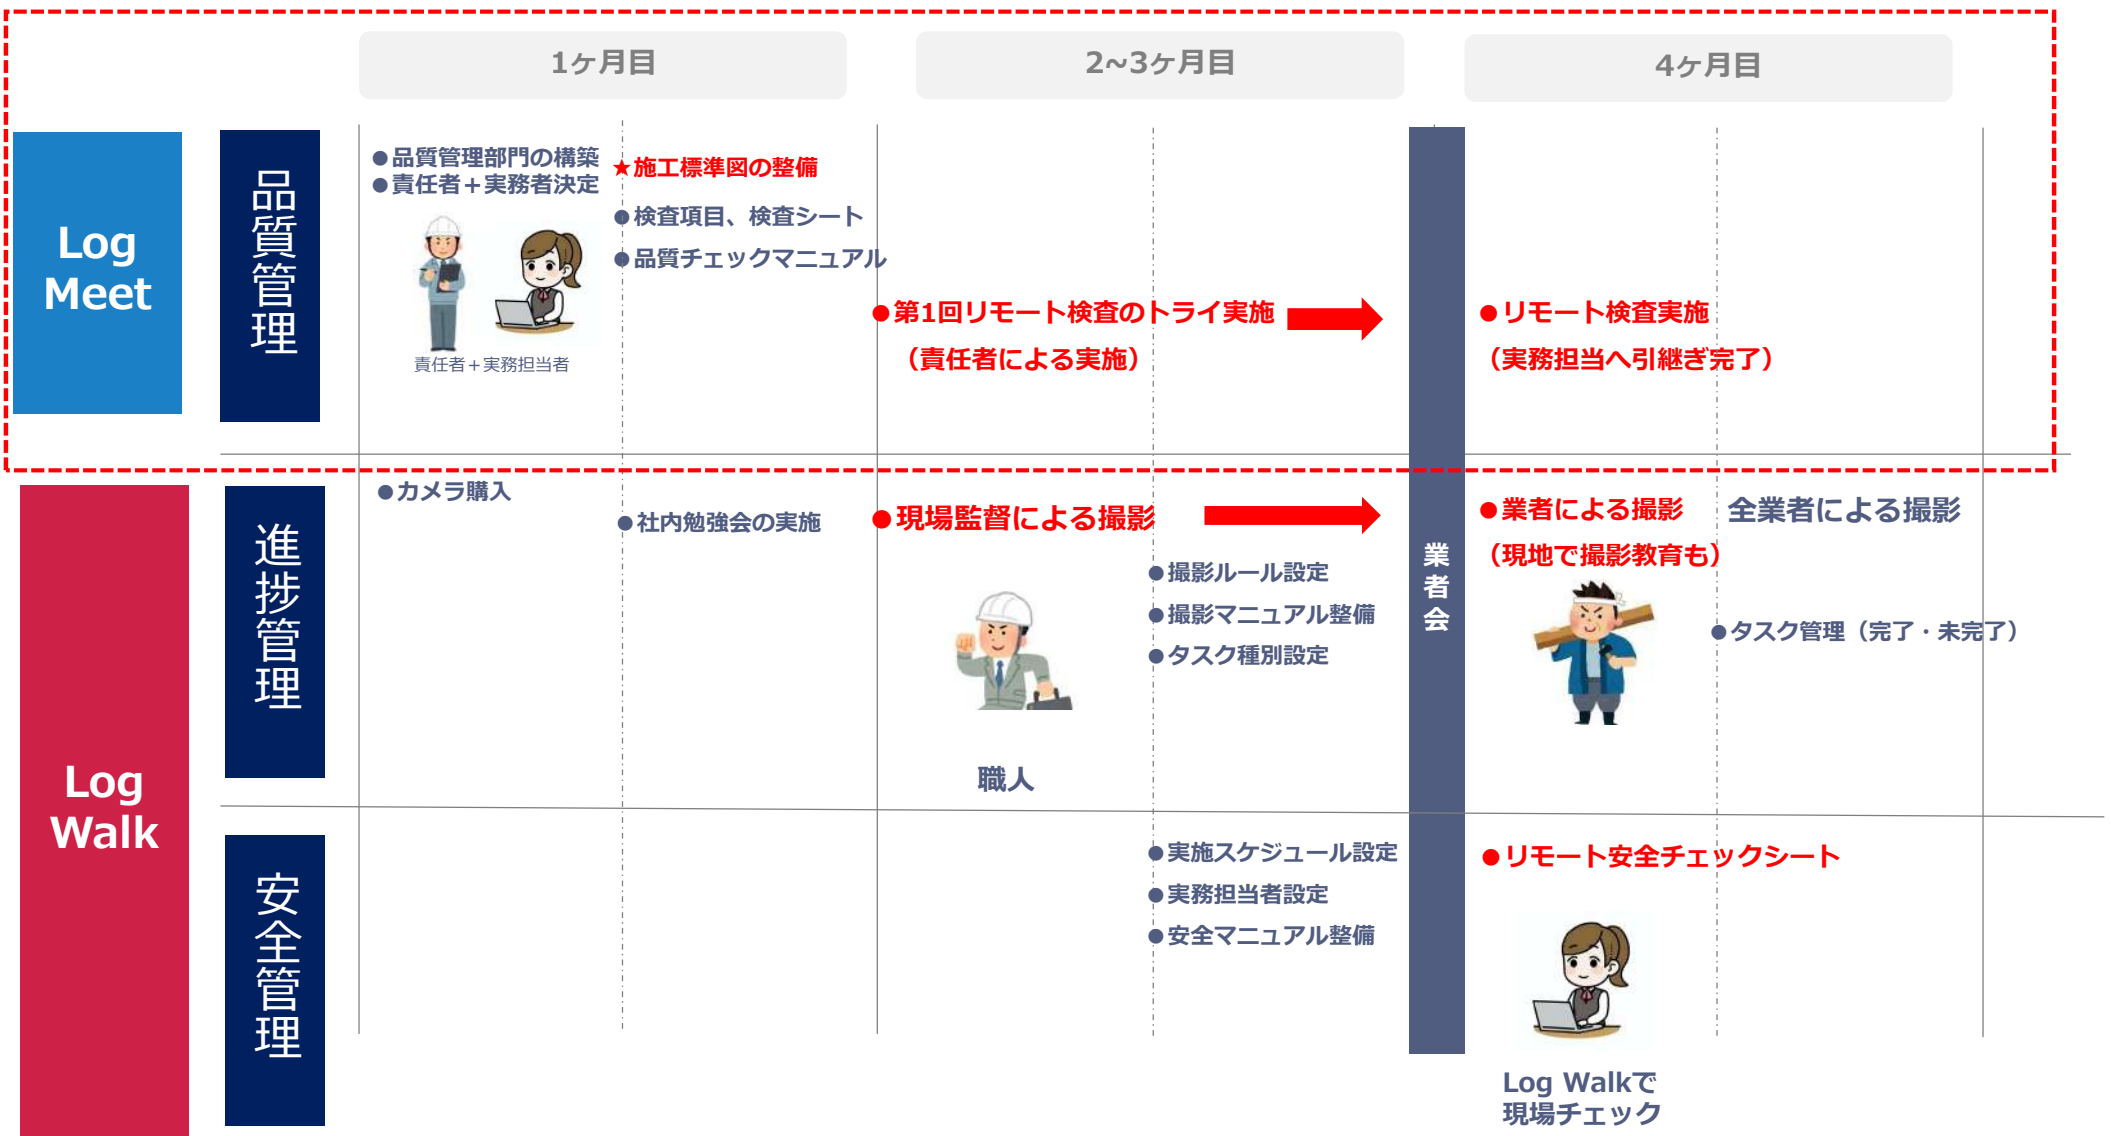 1ヶ月目
2~3ヶ月目
4ヶ月目
Log
Meet
品質管理
●品質管理部門の構築
●責任者＋実務者決定
責任者＋実務担当者
★施工標準図の整備
●検査項目、検査シート
●品質チェックマニュアル
●第1回リモート検査のトライ実施
（責任者による実施）
●リモート検査実施
（実務担当へ引継ぎ完了）
業者会
Log
Walk
進捗管理
●カメラ購入
●社内勉強会の実施
●現場監督による撮影
職人
●撮影ルール設定
●撮影マニュアル整備
●タスク種別設定
●業者による撮影
（現地で撮影教育も）
全業者による撮影
●タスク管理（完了・未完了）
安全管理
●実施スケジュール設定
●実務担当者設定
●安全マニュアル整備
●リモート安全チェックシート
Log Walkで
現場チェック